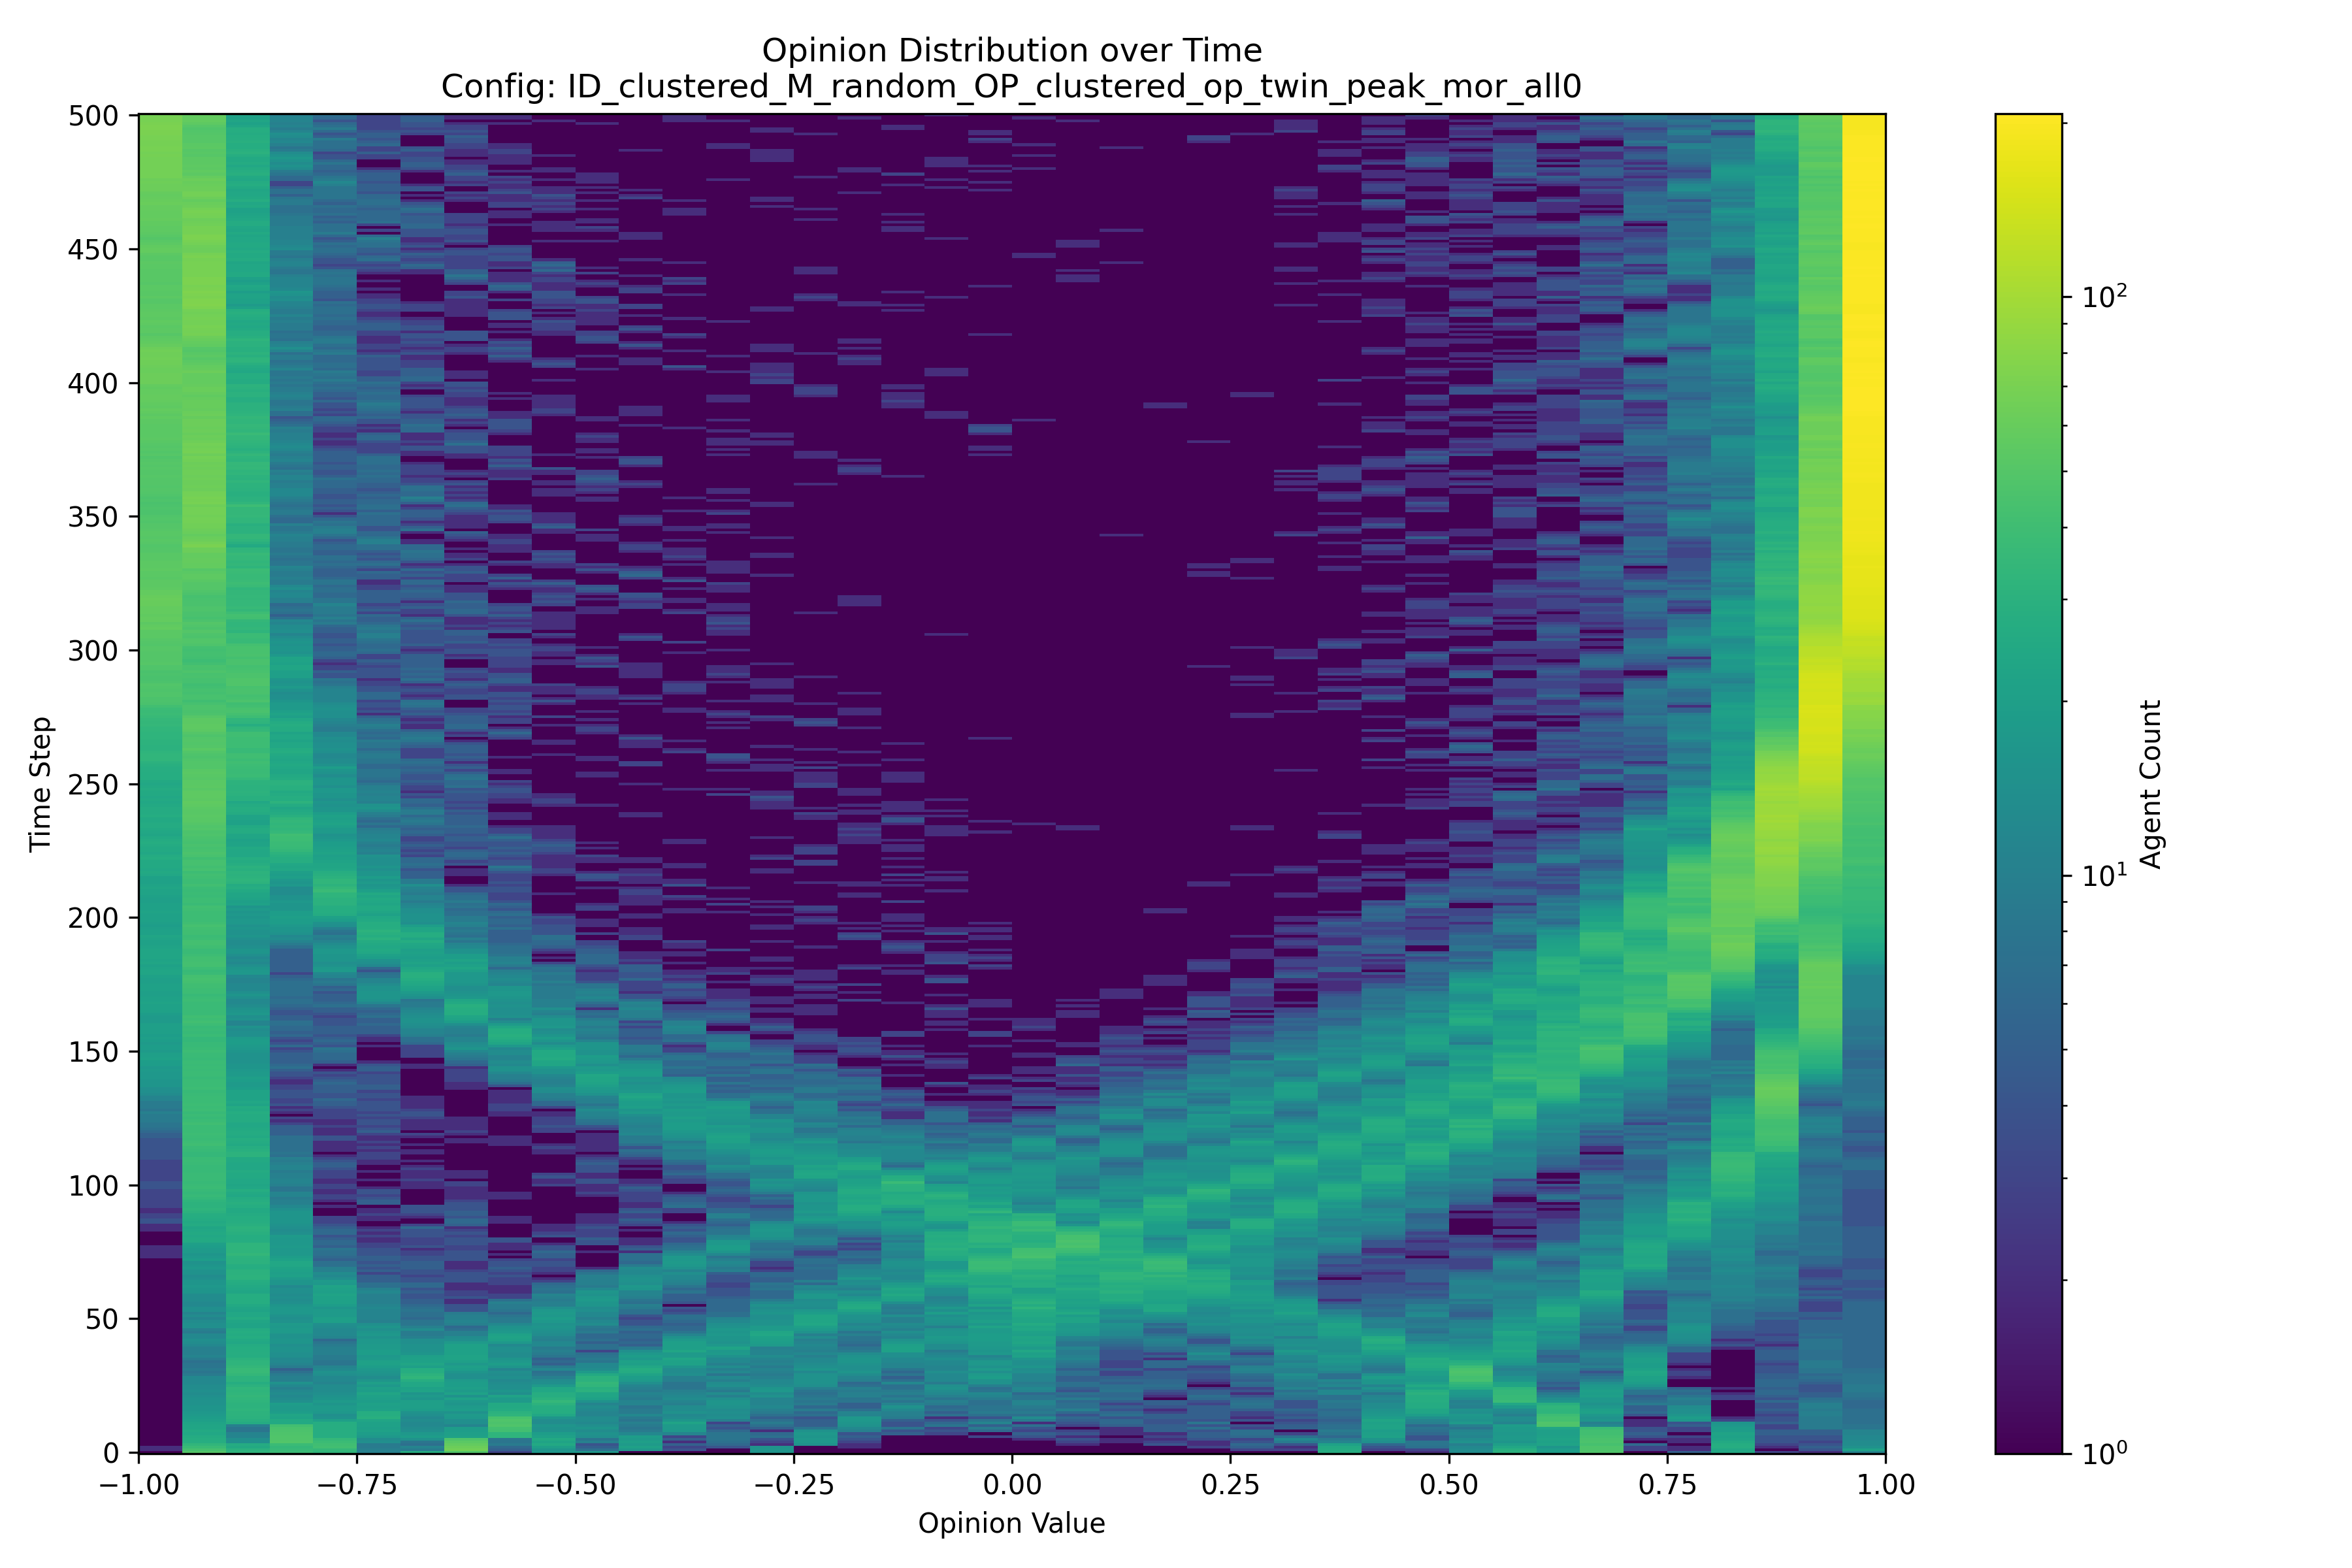 Opinion Distribution over Time
Config: ID_clustered_M_random_OP_clustered_op_twin_peak_mor_all0
500
450
400
350
300
250
200
150
100
50
0
Time Step
−1.00 −0.75 −0.50 −0.25 0.00 0.25 0.50 0.75 1.00
Opinion Value
10²
10¹
10⁰
Agent Count